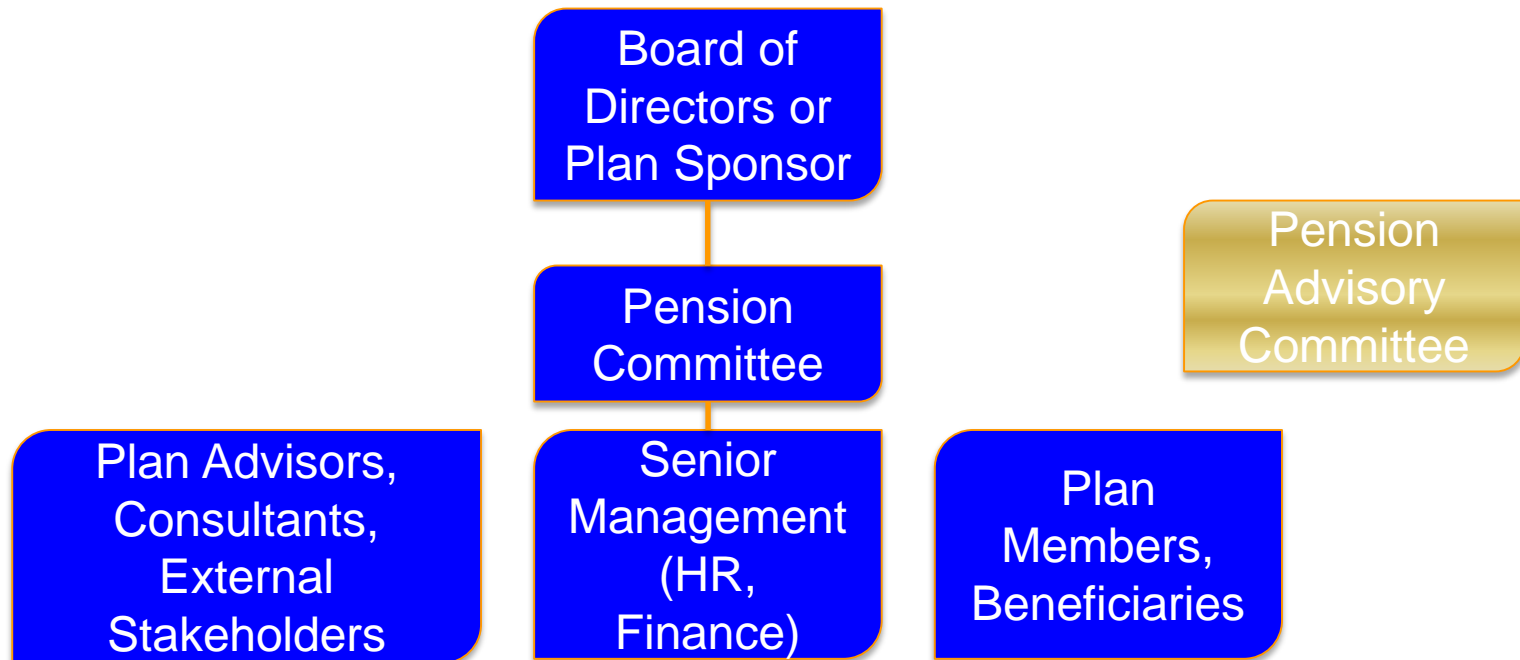 Board of
Directors or
Plan Sponsor
Pension
Advisory
Committee
Pension
Committee
Plan Advisors,
Consultants,
External
Stakeholders
Senior
Management
(HR,
Finance)
Plan
Members,
Beneficiaries